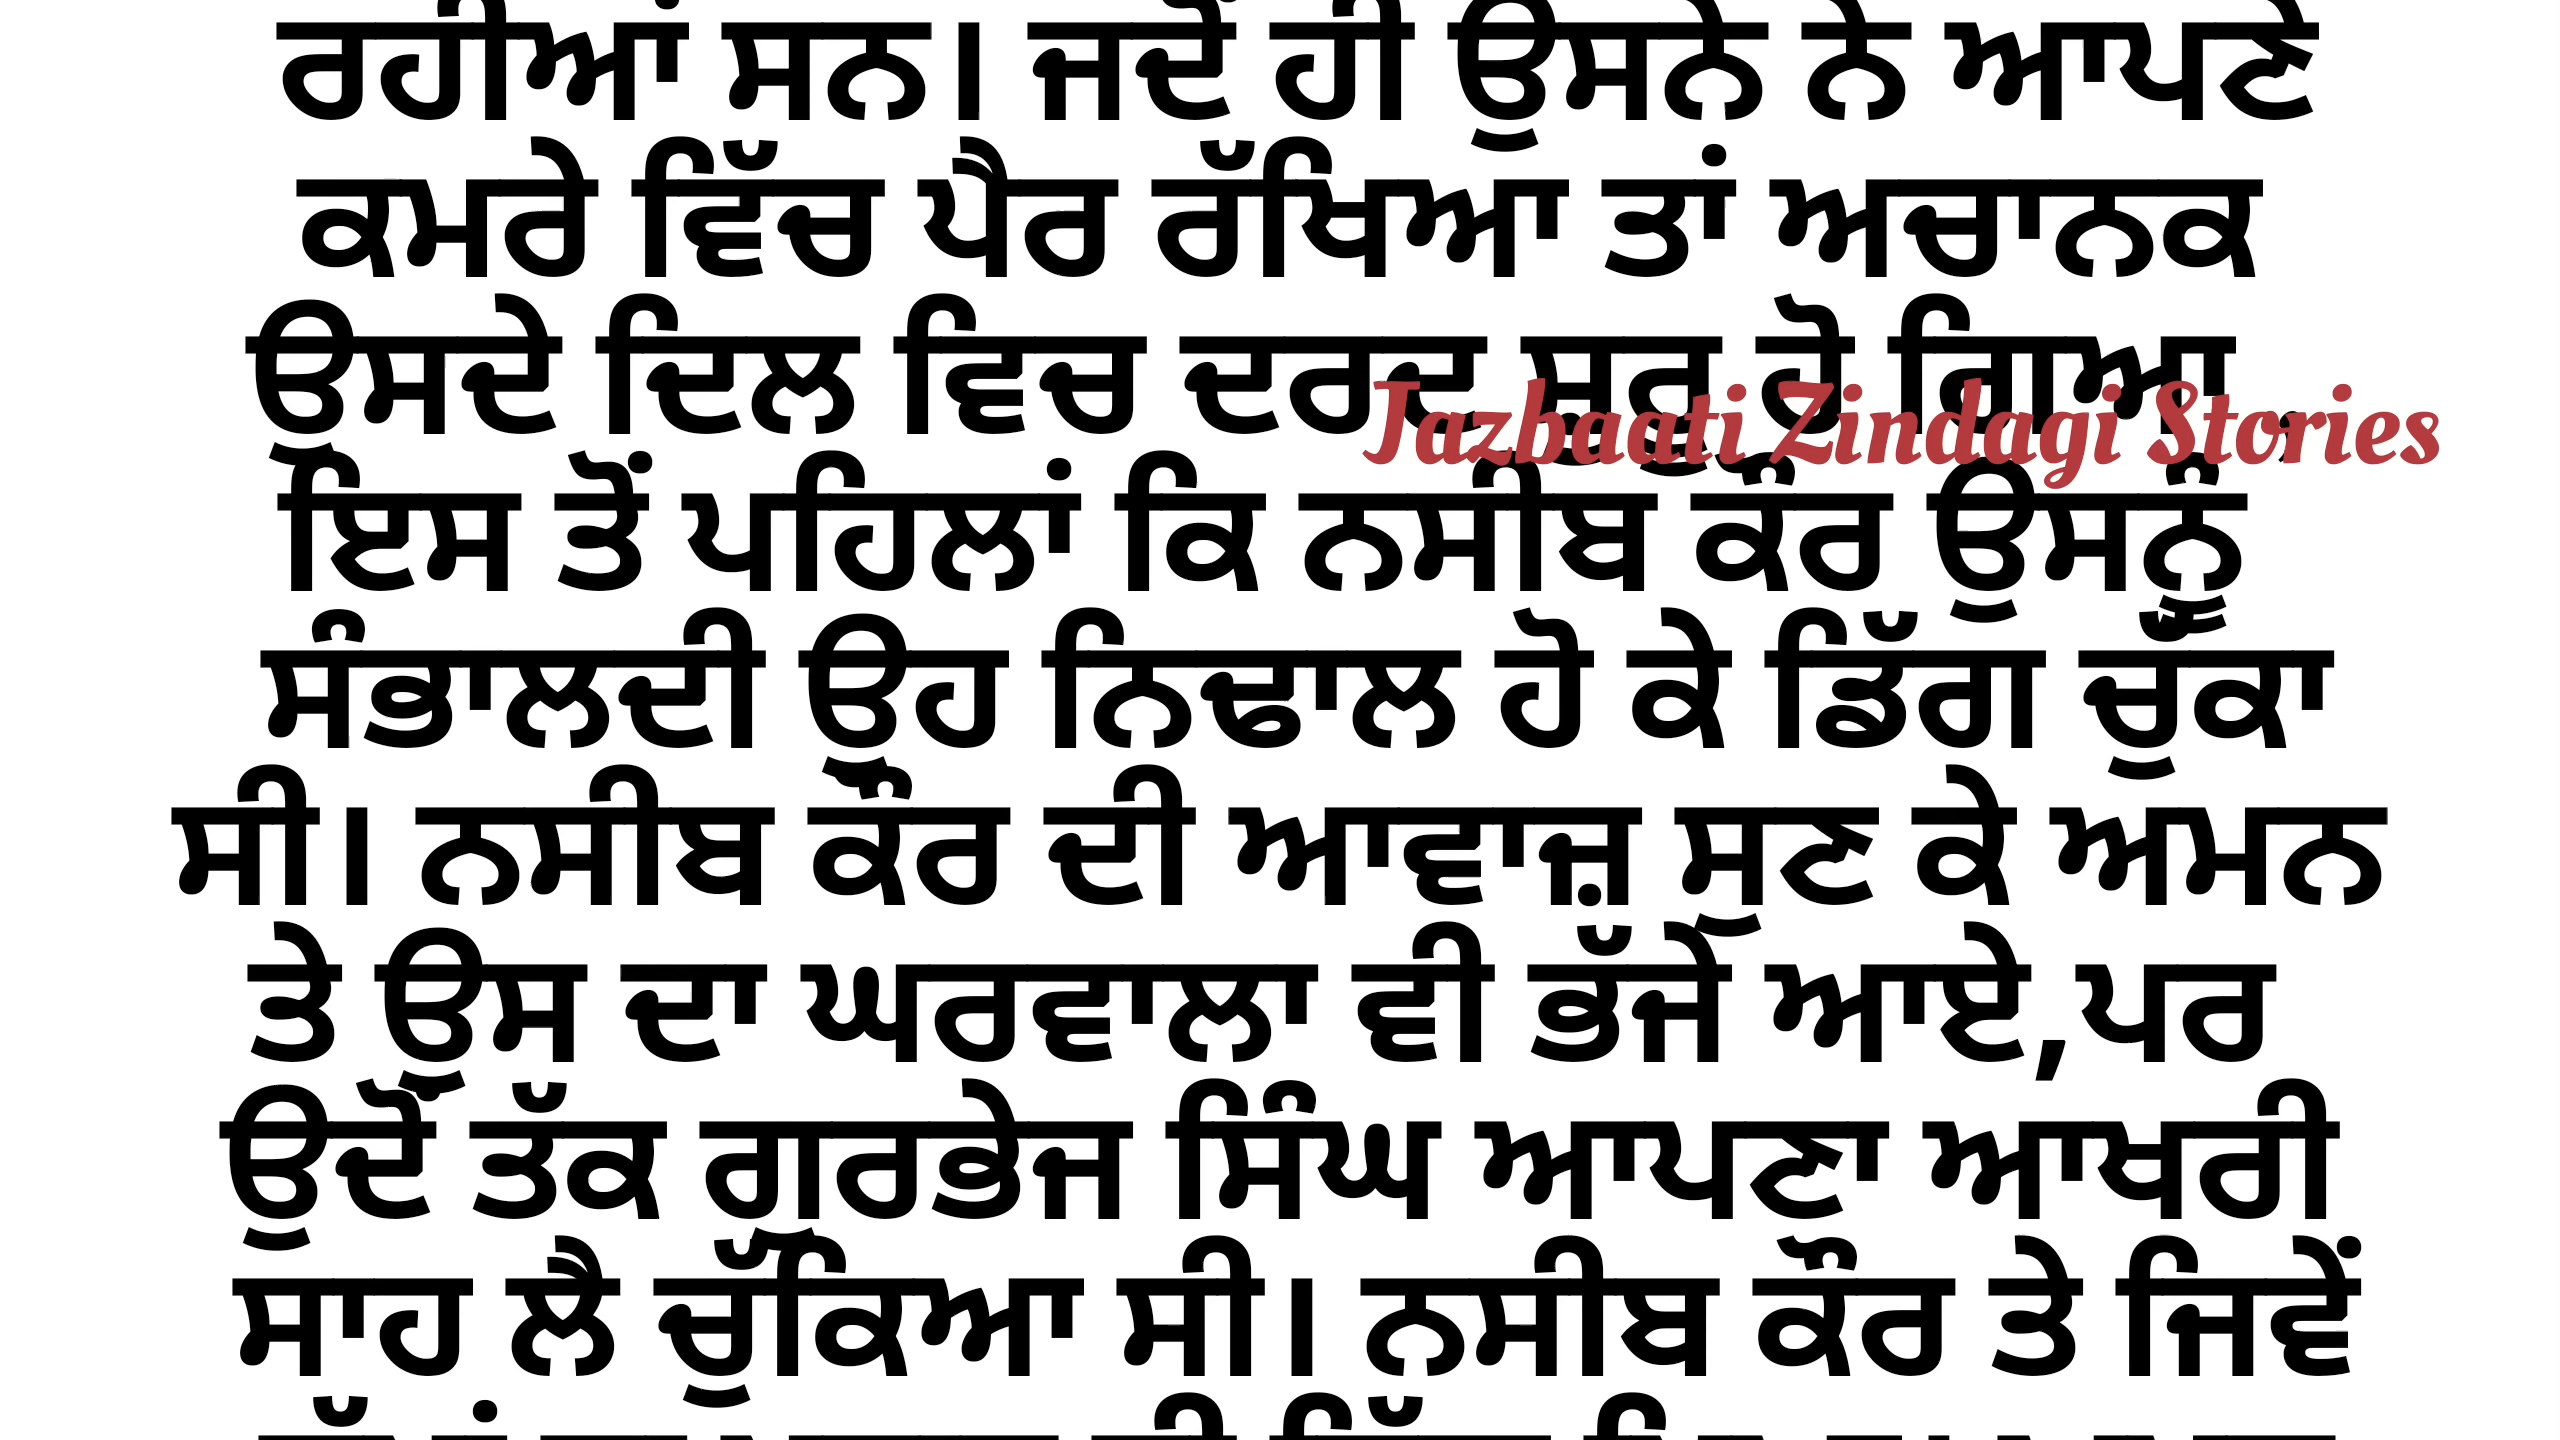 ਰਹੀਆਂ ਸਨ। ਜਦੋਂ ਹੀ ਉਸਨੇ ਨੇ ਆਪਣੇ
ਕਮਰੇ ਵਿੱਚ ਪੈਰ ਰੱਖਿਆ ਤਾਂ ਅਚਾਨਕ
ਉਸਦੇ ਦਿਲ ਵਿਚ ਦਰਦ ਸ਼ੁਰੂ ਹੋ ਗਿਆ,
Jazbaati Zindagi Stories
ਇਸ ਤੋਂ ਪਹਿਲਾਂ ਕਿ ਨਸੀਬ ਕੌਰ ਉਸਨੂੰ
ਸੰਭਾਲਦੀ ਉਹ ਨਿਢਾਲ ਹੋ ਕੇ ਡਿੱਗ ਚੁੱਕਾ
ਸੀ। ਨਸੀਬ ਕੌਰ ਦੀ ਆਵਾਜ਼ ਸੁਣ ਕੇ ਅਮਨ
ਤੇ ਉਸ ਦਾ ਘਰਵਾਲਾ ਵੀ ਭੱਜੇ ਆਏ,ਪਰ
ਉਦੋਂ ਤੱਕ ਗੁਰਭੇਜ ਸਿੰਘ ਆਪਣਾ ਆਖਰੀ
ਸਾਹ ਲੈ ਚੁੱਕਿਆ ਸੀ। ਨਸੀਬ ਕੌਰ ਤੇ ਜਿਵੇਂ